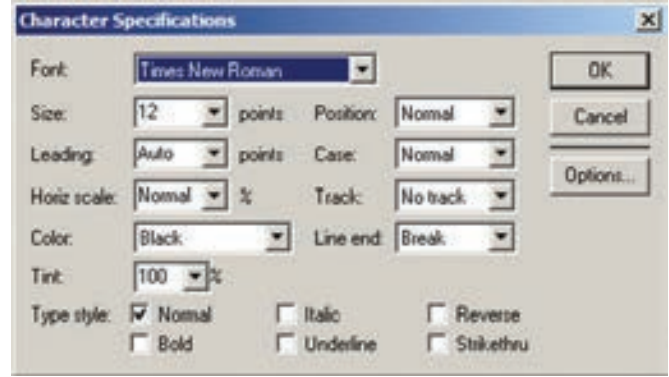 Character Specifications
Font: Times New Roman OK
Size: 12 points Position: Normal Cancel
Leading: Auto points Case: Normal
Options...
Horiz scale: Normal % Track: No track
Color: Black Line end: Break
Tint: 100 %
Type style: Normal Italic Reverse
Bold Underline Strikethru